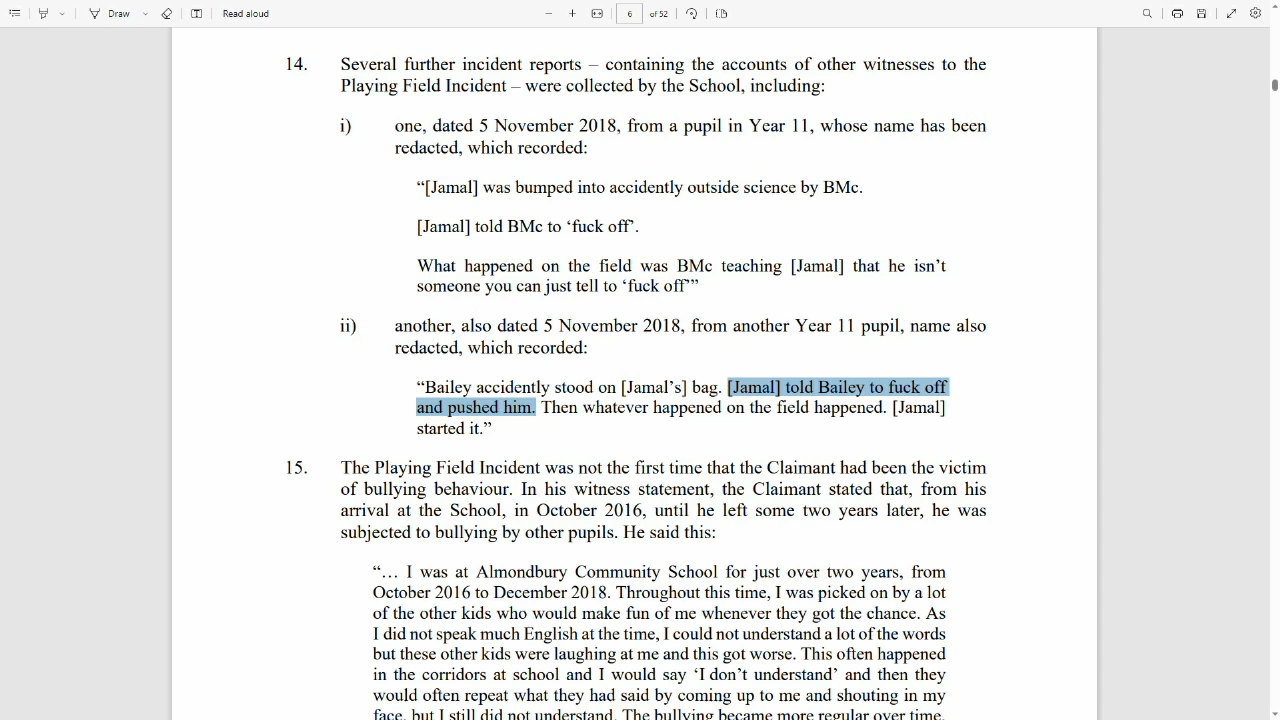 Draw
Read aloud
6
of 52
14. Several further incident reports – containing the accounts of other witnesses to the
Playing Field Incident – were collected by the School, including:
i) one, dated 5 November 2018, from a pupil in Year 11, whose name has been
redacted, which recorded:
“[Jamal] was bumped into accidently outside science by BMc.
[Jamal] told BMc to ‘fuck off’.
What happened on the field was BMc teaching [Jamal] that he isn’t
someone you can just tell to ‘fuck off’”
ii) another, also dated 5 November 2018, from another Year 11 pupil, name also
redacted, which recorded:
“Bailey accidently stood on [Jamal’s] bag. [Jamal] told Bailey to fuck off
and pushed him. Then whatever happened on the field happened. [Jamal]
started it.”
15. The Playing Field Incident was not the first time that the Claimant had been the victim
of bullying behaviour. In his witness statement, the Claimant stated that, from his
arrival at the School, in October 2016, until he left some two years later, he was
subjected to bullying by other pupils. He said this:
“… I was at Almondbury Community School for just over two years, from
October 2016 to December 2018. Throughout this time, I was picked on by a lot
of the other kids who would make fun of me whenever they got the chance. As
I did not speak much English at the time, I could not understand a lot of the words
but these other kids were laughing at me and this got worse. This often happened
in the corridors at school and I would say ‘I don’t understand’ and then they
would often repeat what they had said by coming up to me and shouting in my
face, but I still did not understand. The bullying became more regular over time.